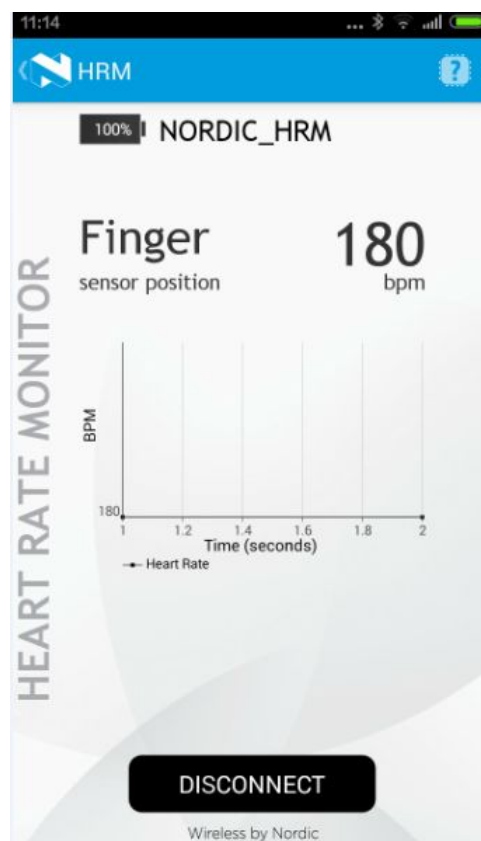 11:14
HRM
?
100% NORDIC_HRM
Finger
sensor position
180
bpm
HEART RATE MONITOR
BPM
180
1 1.2 1.4 1.6 1.8 2
Time (seconds)
Heart Rate
DISCONNECT
Wireless by Nordic